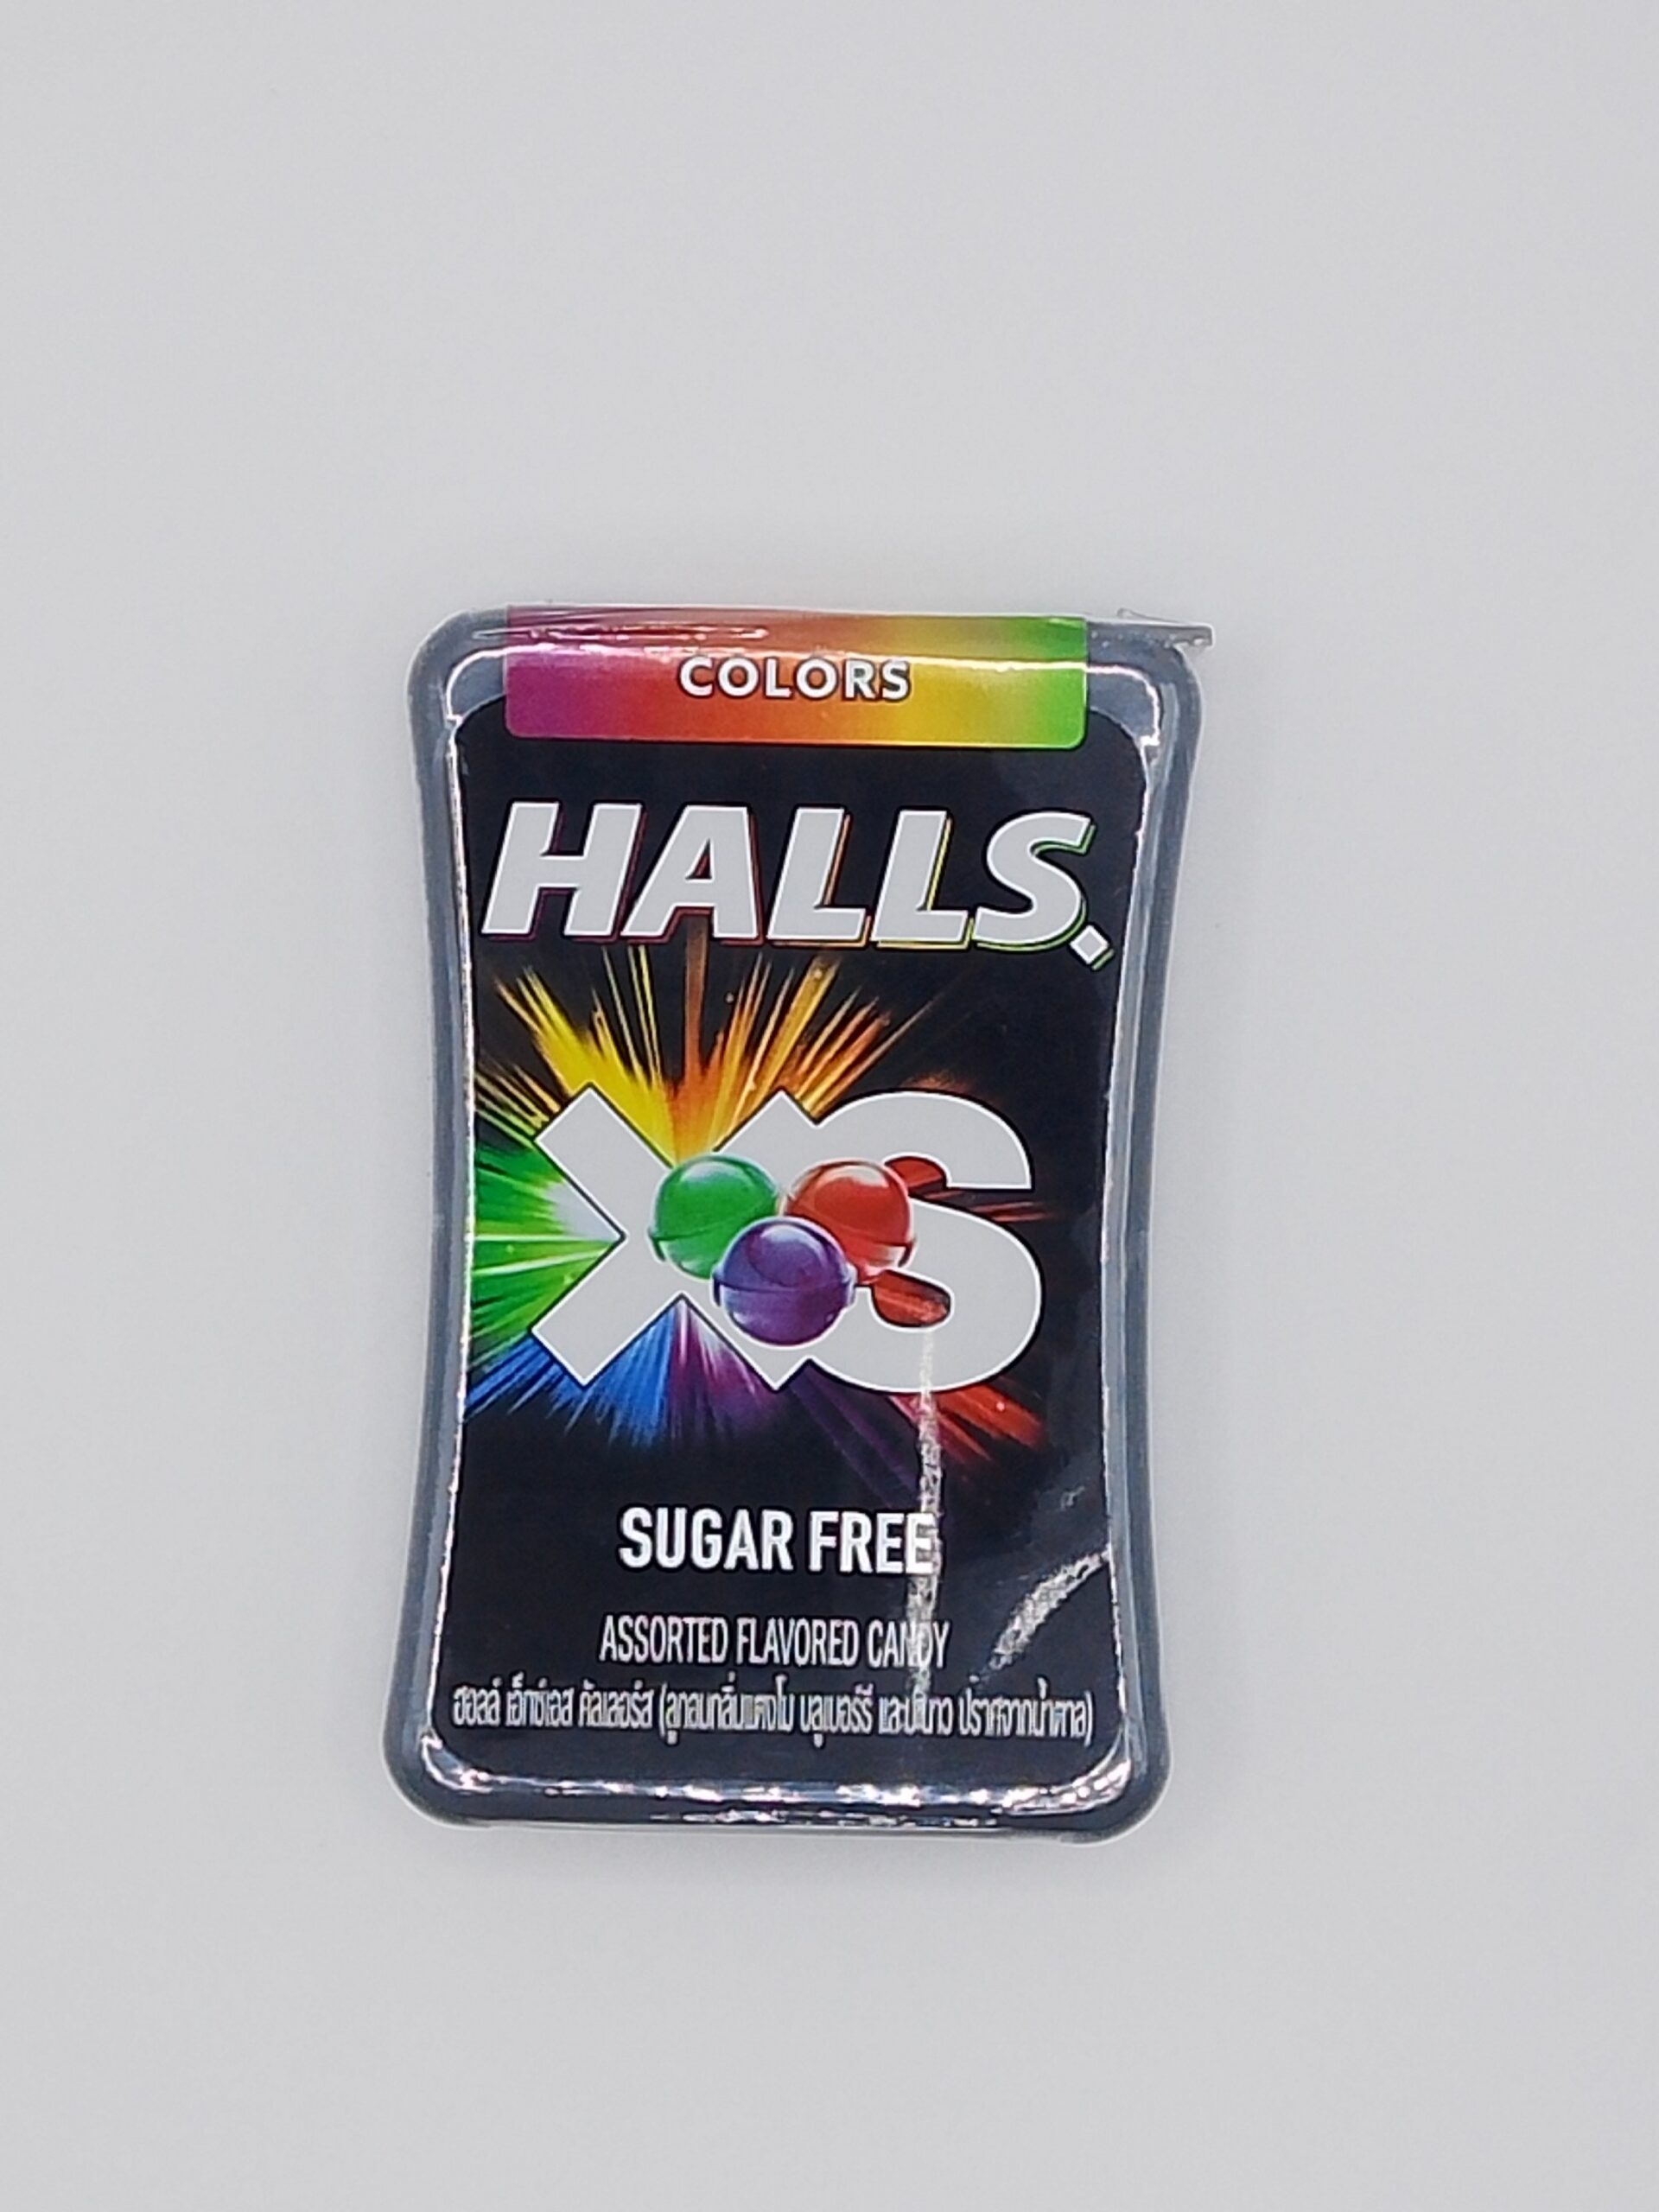 COLORS
HALLS
XS
SUGAR FREE
ASSORTED FLAVORED CANDY
ฮอลล์ เอ็กซ์เอส คัลเลอร์ส (ลูกอมกลิ่นแตงโม บลูเบอร์รี และมะนาว ปราศจากน้ำตาล)